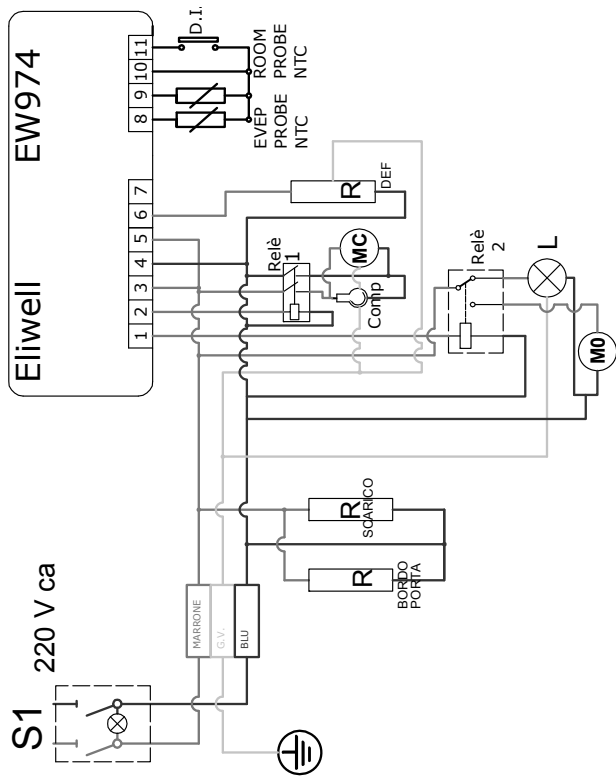 S1
220 V ca
Eliwell EW974
1 2 3 4 5 6 7 8 9 10 11
D.I.
MARRONE
G.V.
BLU
EVEP
PROBE
NTC
ROOM
PROBE
NTC
Relè
1
R
DEF
MC
Comp
R
SCARICO
R
BORDO
PORTA
Relè
2
L
M0